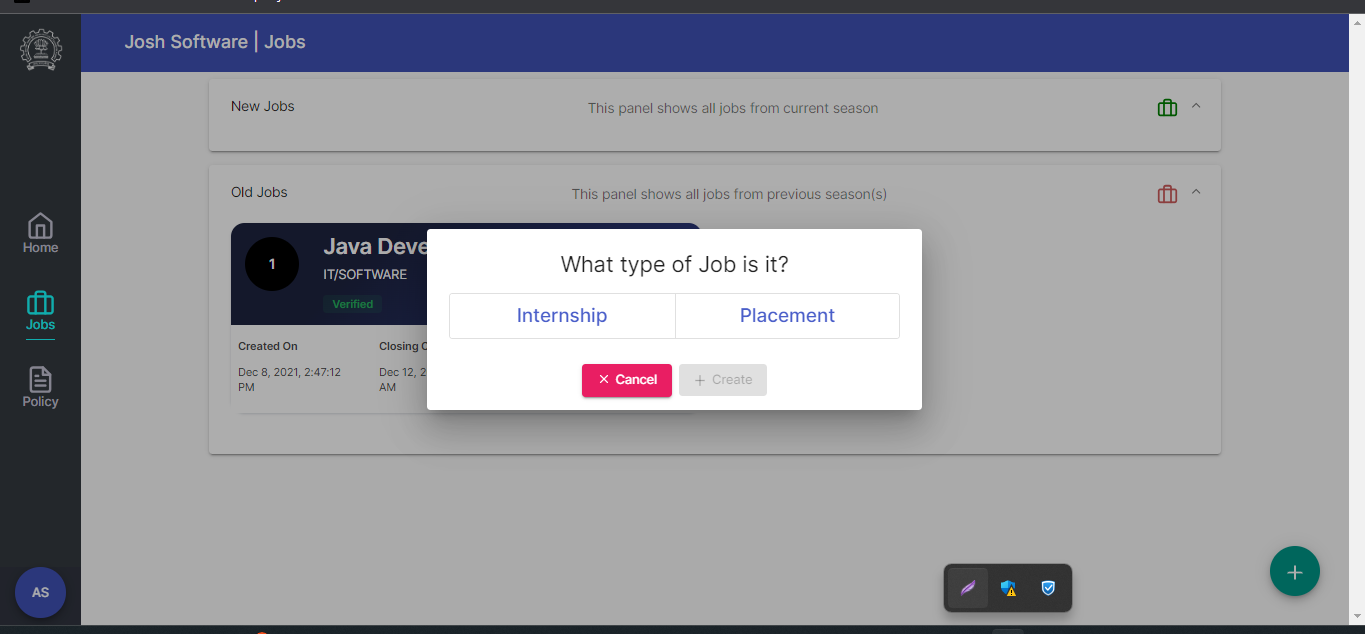 Josh Software | Jobs
New Jobs
This panel shows all jobs from current season
Old Jobs
This panel shows all jobs from previous season(s)
1
Java Deve
IT/SOFTWARE
Verified
Created On
Closing
Dec 8, 2021, 2:47:12
PM
Dec 12, 2
AM
What type of Job is it?
Internship
Placement
× Cancel
+ Create
Home
Jobs
Policy
AS
+